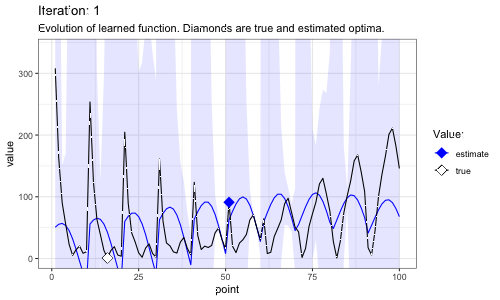 Iteration: 1
Evolution of learned function. Diamonds are true and estimated optima.
300
200
100
0
value
0
25
50
75
100
point
Value:
estimate
true